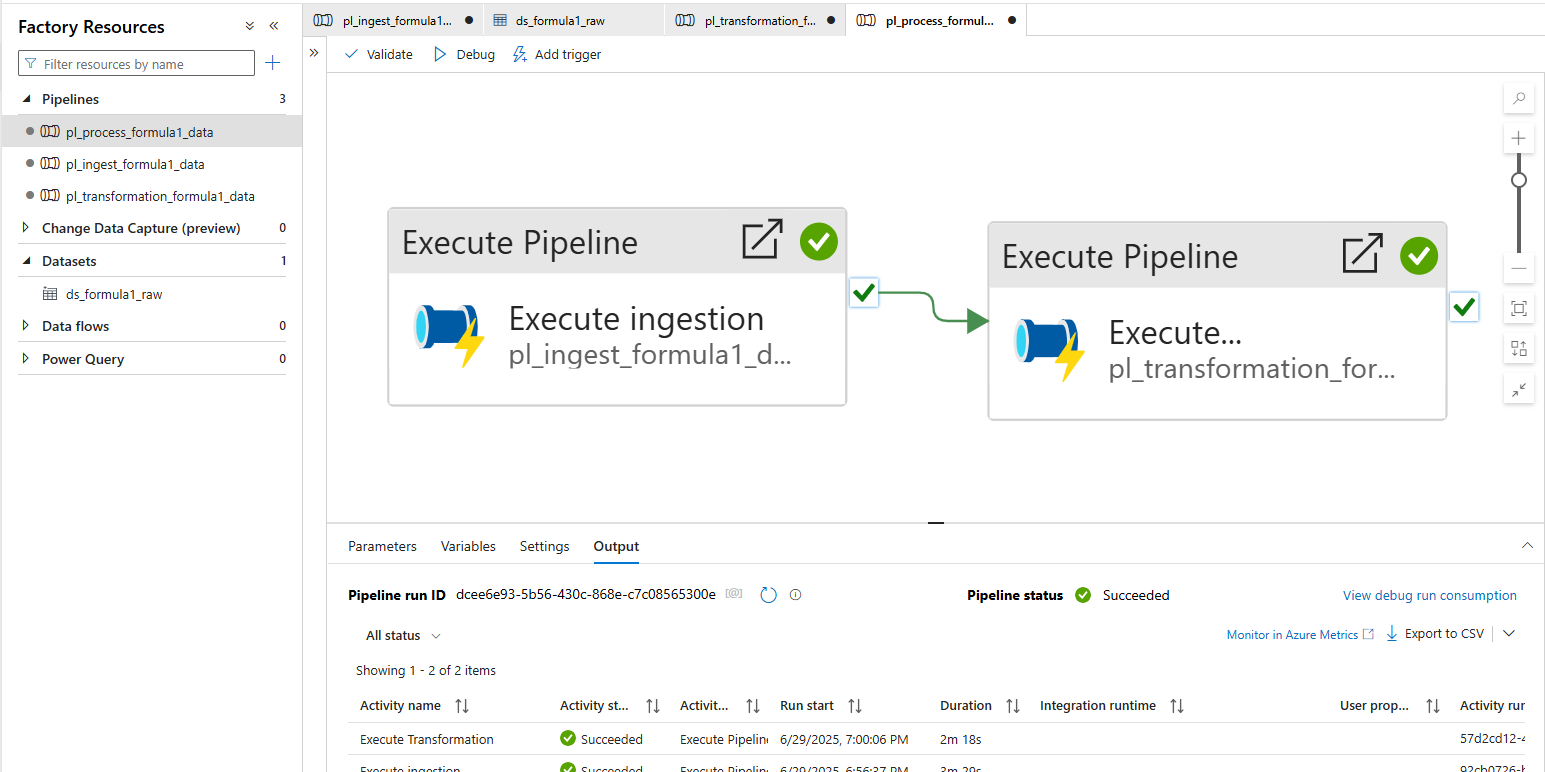 Factory Resources
Filter resources by name
Pipelines 3
pl_process_formula1_data
pl_ingest_formula1_data
pl_transformation_formula1_data
Change Data Capture (preview) 0
Datasets 1
ds_formula1_raw
Data flows 0
Power Query 0
pl_ingest_formula1... ds_formula1_raw pl_transformation_f... pl_process_formul...
Validate Debug Add trigger
Execute Pipeline
Execute ingestion
pl_ingest_formula1_d...
Execute Pipeline
Execute...
pl_transformation_for...
Parameters Variables Settings Output
Pipeline run ID dcee6e93-5b56-430c-868e-c7c08565300e Pipeline status Succeeded View debug run consumption
All status Monitor in Azure Metrics Export to CSV
Showing 1 - 2 of 2 items
Activity name Activity st... Activit... Run start Duration Integration runtime User prop... Activity run
Execute Transformation Succeeded Execute Pipeline 6/29/2025, 7:00:06 PM 2m 18s 57d2cd12-4
Execute ingestion Succeeded Execute Pipeline 6/29/2025, 6:56:37 PM 3m 29s